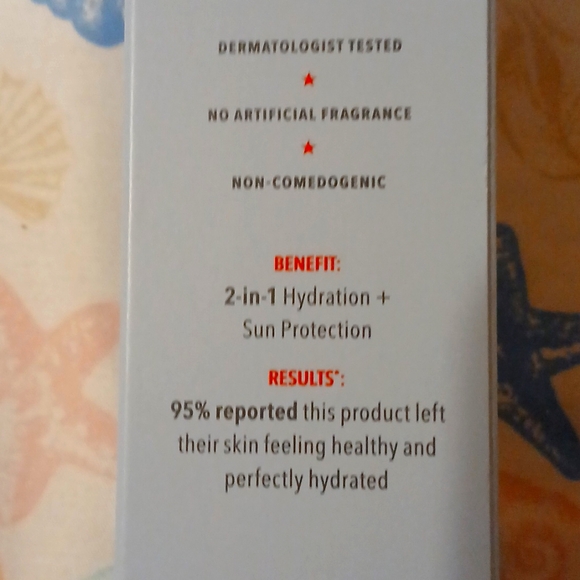 DERMATOLOGIST TESTED
NO ARTIFICIAL FRAGRANCE
NON-COMEDOGENIC
BENEFIT:
2-in-1 Hydration +
Sun Protection
RESULTS*:
95% reported this product left
their skin feeling healthy and
perfectly hydrated